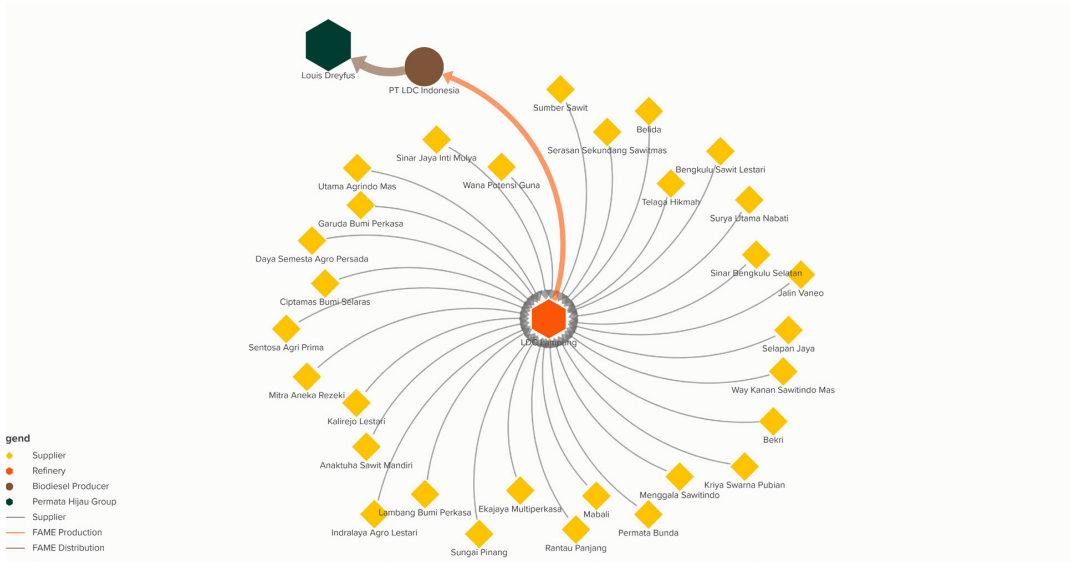 Louis Dreyfus
PT LDC Indonesia
Sumber Sawit
Belida
Serasan Sekundang Sawitmas
Sinar Jaya Inti Mulya
Bengkulu Sawit Lestari
Utama Agrindo Mas
Wana Potensi Guna
Telaga Hikmah
Surya Utama Nabati
Garuda Bumi Perkasa
Daya Semesta Agro Persada
Sinar Bengkulu Selatan
Jalin Vaneo
Ciptamas Bumi Selaras
LDC Lampung
Sentosa Agri Prima
Selapan Jaya
Mitra Aneka Rezeki
Way Kanan Sawitindo Mas
Kalirejo Lestari
Bekri
Anaktuha Sawit Mandiri
Kriya Swarna Pubian
Menggala Sawitindo
Lambang Bumi Perkasa
Ekajaya Multiperkasa
Mabali
Indralaya Agro Lestari
Permata Bunda
Sungai Pinang
Rantau Panjang
gend
Supplier
Refinery
Biodiesel Producer
Permata Hijau Group
Supplier
FAME Production
FAME Distribution